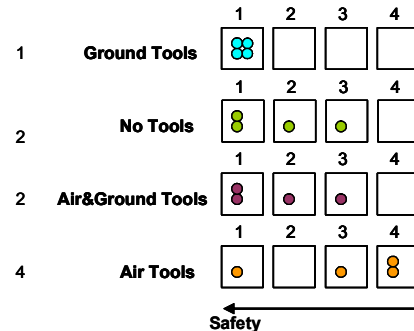 1 2 3 4
1 Ground Tools
1 2 3 4
2 No Tools
1 2 3 4
2 Air&Ground Tools
1 2 3 4
4 Air Tools
Safety